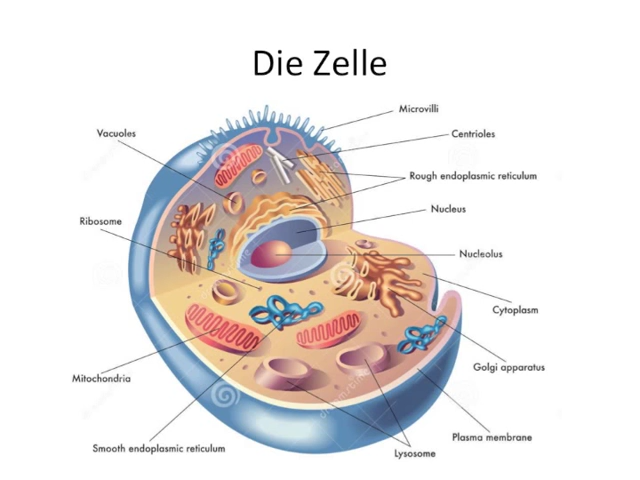 Die Zelle
Microvilli
Vacuoles
Centrioles
Rough endoplasmic reticulum
Nucleus
Ribosome
Nucleolus
Cytoplasm
Golgi apparatus
Mitochondria
Plasma membrane
Smooth endoplasmic reticulum
Lysosome